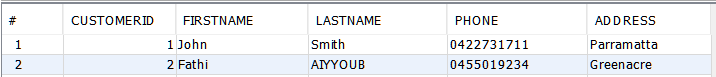 # CUSTOMERID FIRSTNAME LASTNAME PHONE ADDRESS
1 1 John Smith 0422731711 Parramatta
2 2 Fathi AIYYOUB 0455019234 Greenacre